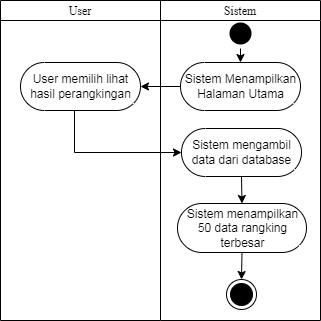 User
Sistem
Sistem Menampilkan
Halaman Utama
User memilih lihat
hasil perangkingan
Sistem mengambil
data dari database
Sistem menampilkan
50 data rangking
terbesar